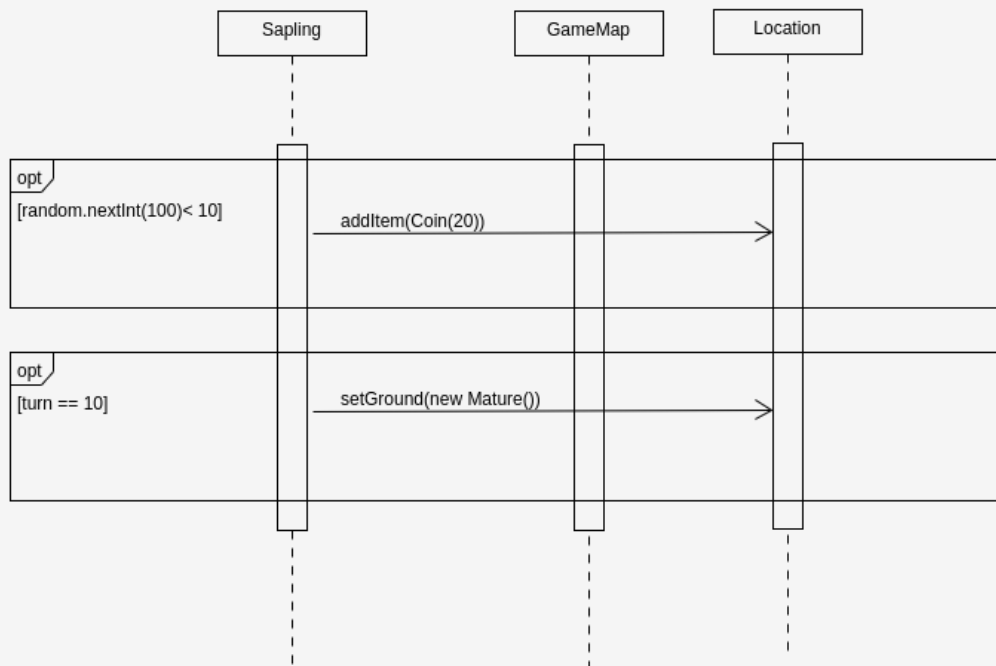 Sapling
GameMap
Location
opt
[random.nextInt(100)< 10]
addItem(Coin(20))
opt
[turn == 10]
setGround(new Mature())